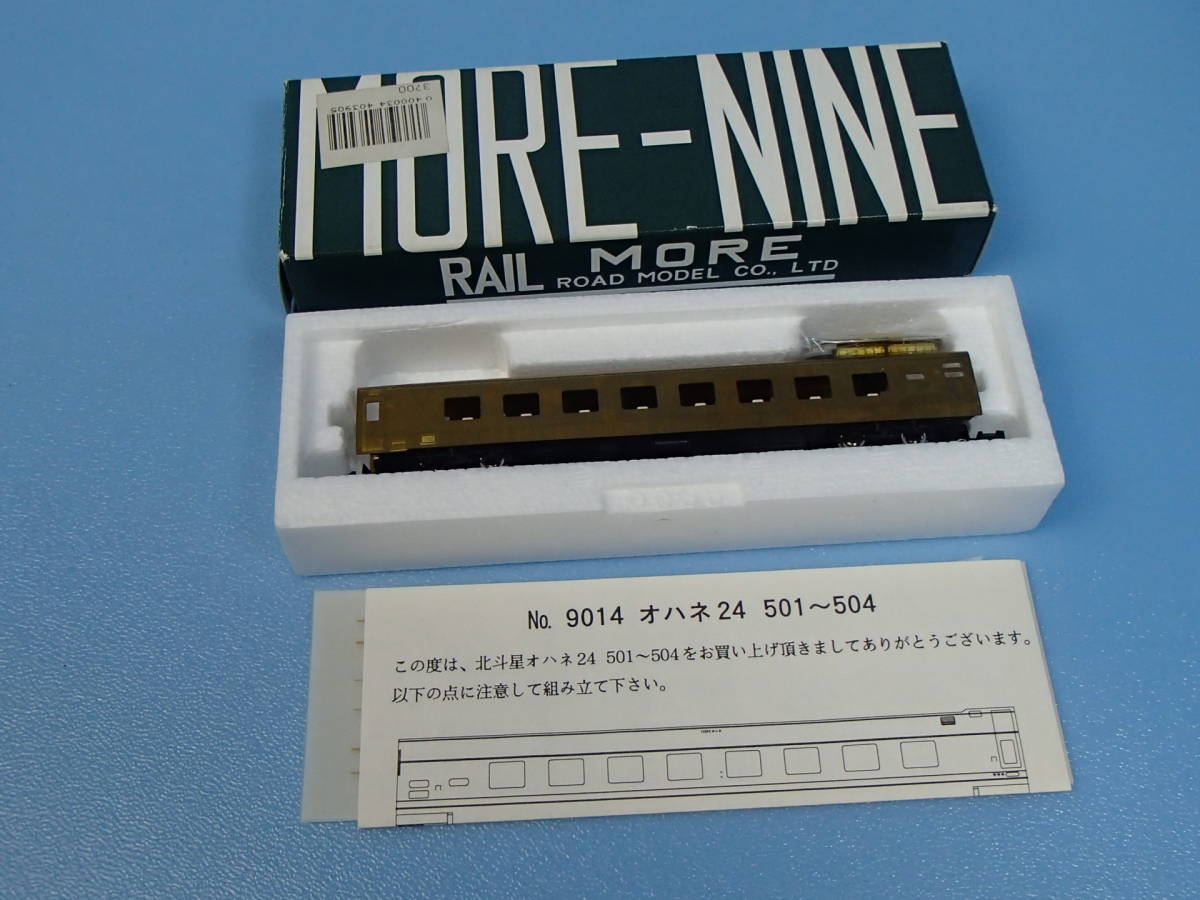 MORE-NINE
3200
0 400034 403905
RAIL MORE
ROAD MODEL CO., LTD
No. 9014 オハネ24 501〜504
この度は、北斗星オハネ24 501〜504をお買い上げ頂きましてありがとうございます。
以下の点に注意して組み立て下さい。